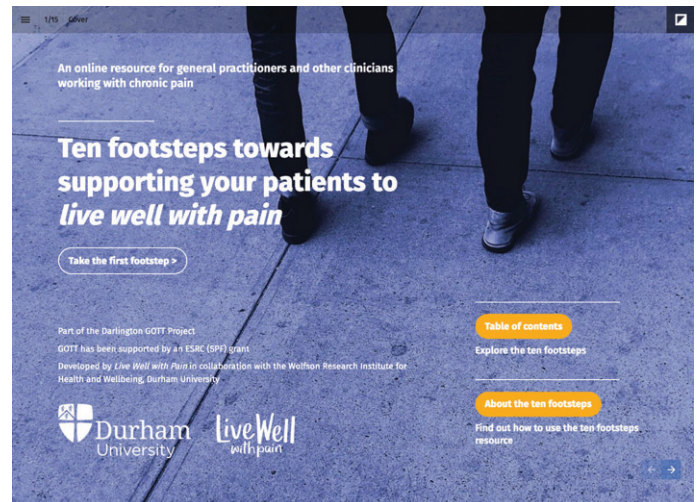 1/15 Cover
An online resource for general practitioners and other clinicians
working with chronic pain
Ten footsteps towards
supporting your patients to
live well with pain
Take the first footstep >
Part of the Darlington GOTT Project
GOTT has been supported by an ESRC (SPF) grant
Developed by Live Well with Pain in collaboration with the Wolfson Research Institute for
Health and Wellbeing, Durham University
Durham
University
Live Well
with pain
Table of contents
Explore the ten footsteps
About the ten footsteps
Find out how to use the ten footsteps
resource